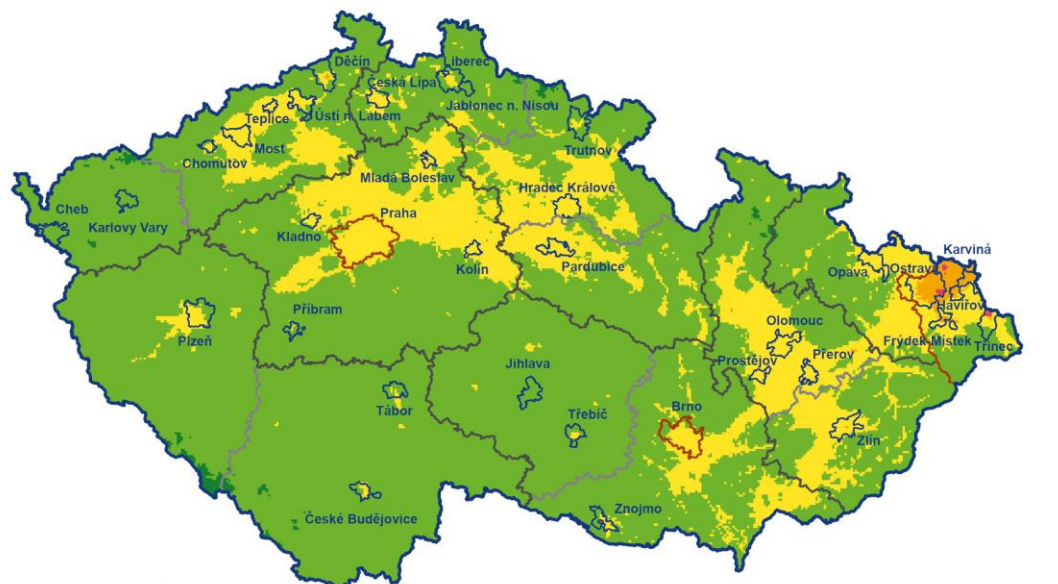 Děčín
Liberec
Česká Lípa
Jablonec n. Nisou
Teplice
Ústí n. Labem
Most
Chomutov
Trutnov
Mladá Boleslav
Hradec Králové
Cheb
Karlovy Vary
Praha
Kladno
Kolín
Pardubice
Karviná
Opava
Ostrav
Havířov
Příbram
Plzeň
Olomouc
Frýdek Místek
Třinec
Prostějov
Přerov
Jihlava
Tábor
Třebíč
Brno
Zlín
České Budějovice
Znojmo